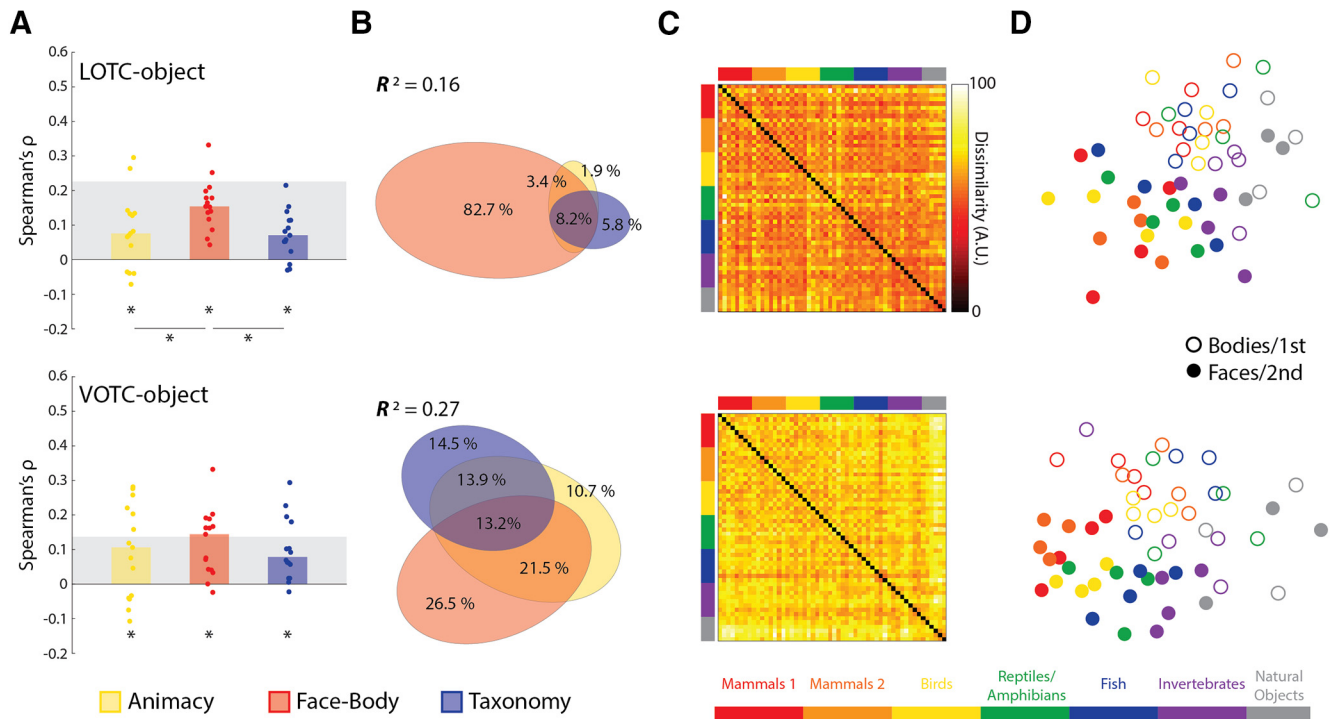 A
B
C
D
0.6
0.5
0.4
0.3
0.2
0.1
0
-0.1
-0.2
Spearman's ρ
LOTC-object
*
*
*
*
*
R² = 0.16
82.7 %
3.4 %
1.9 %
8.2%
5.8 %
100
Dissimilarity (A.U.)
0
Bodies/1st
Faces/2nd
0.6
0.5
0.4
0.3
0.2
0.1
0
-0.1
-0.2
Spearman's ρ
VOTC-object
*
*
*
R² = 0.27
14.5 %
13.9 %
10.7 %
13.2%
21.5 %
26.5 %
Animacy
Face-Body
Taxonomy
Mammals 1
Mammals 2
Birds
Reptiles/
Amphibians
Fish
Invertebrates
Natural
Objects